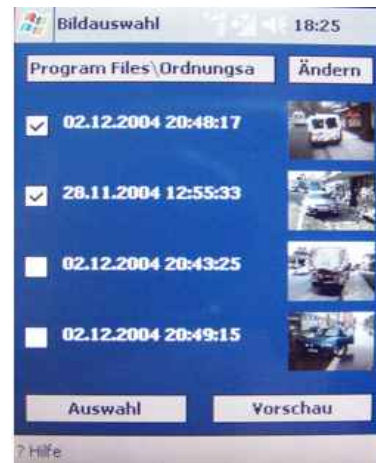 Bildauswahl 18:25
Program Files\Ordnungsa Ändern
02.12.2004 20:48:17
28.11.2004 12:55:33
02.12.2004 20:43:25
02.12.2004 20:49:15
Auswahl Vorschau
? Hilfe